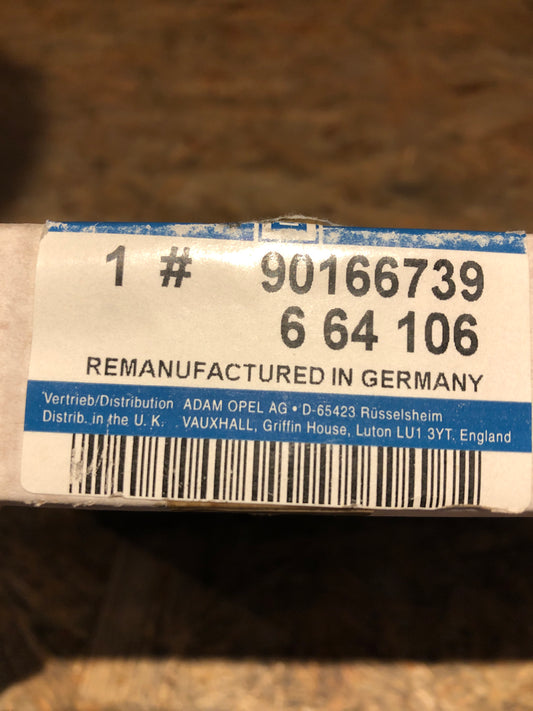 1 # 90166739
6 64 106
REMANUFACTURED IN GERMANY
Vertrieb/Distribution ADAM OPEL AG • D-65423 Rüsselsheim
Distrib. in the U. K. VAUXHALL, Griffin House, Luton LU1 3YT. England